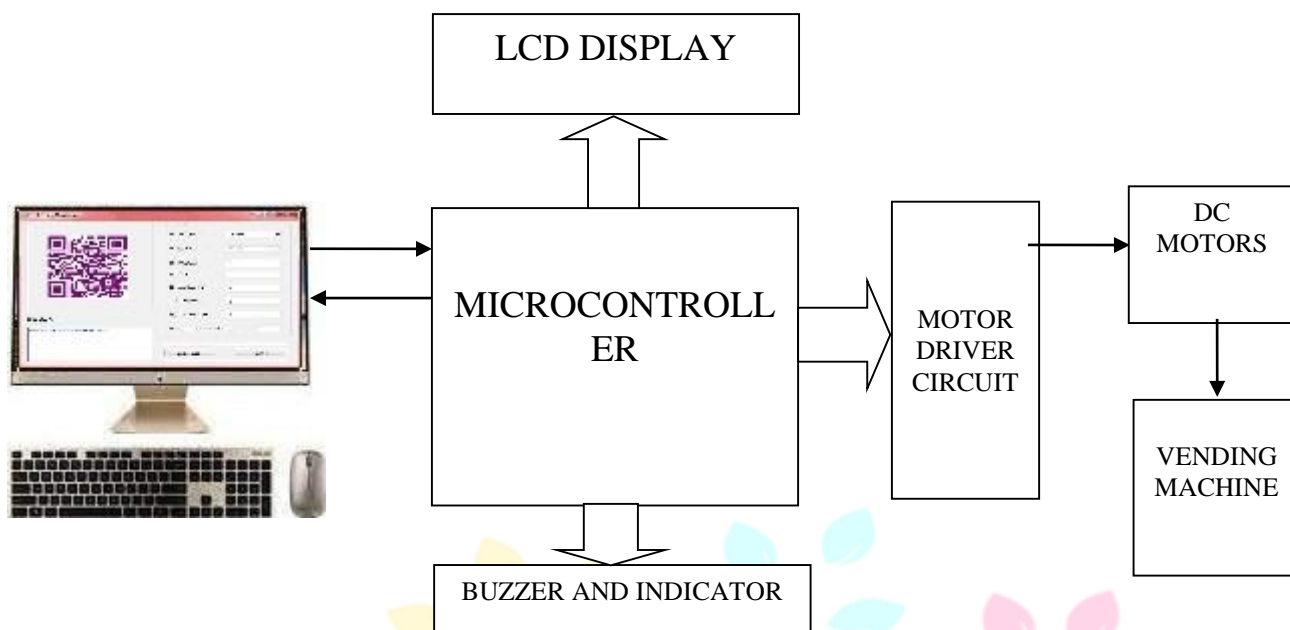 LCD DISPLAY
MICROCONTROLL
ER
MOTOR
DRIVER
CIRCUIT
DC
MOTORS
VENDING
MACHINE
BUZZER AND INDICATOR